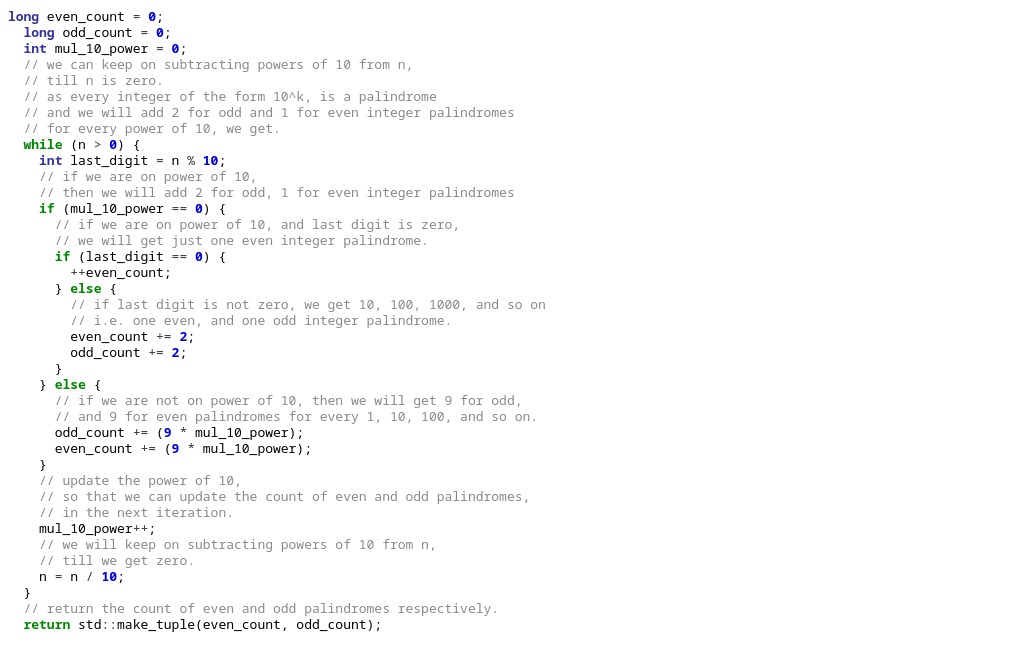 long even_count = 0;
  long odd_count = 0;
  int mul_10_power = 0;
  // we can keep on subtracting powers of 10 from n,
  // till n is zero.
  // as every integer of the form 10^k, is a palindrome
  // and we will add 2 for odd and 1 for even integer palindromes
  // for every power of 10, we get.
  while (n > 0) {
    int last_digit = n % 10;
    // if we are on power of 10,
    // then we will add 2 for odd, 1 for even integer palindromes
    if (mul_10_power == 0) {
      // if we are on power of 10, and last digit is zero,
      // we will get just one even integer palindrome.
      if (last_digit == 0) {
        ++even_count;
      } else {
        // if last digit is not zero, we get 10, 100, 1000, and so on
        // i.e. one even, and one odd integer palindrome.
        even_count += 2;
        odd_count += 2;
      }
    } else {
      // if we are not on power of 10, then we will get 9 for odd,
      // and 9 for even palindromes for every 1, 10, 100, and so on.
      odd_count += (9 * mul_10_power);
      even_count += (9 * mul_10_power);
    }
    // update the power of 10,
    // so that we can update the count of even and odd palindromes,
    // in the next iteration.
    mul_10_power++;
    // we will keep on subtracting powers of 10 from n,
    // till we get zero.
    n = n / 10;
  }
  // return the count of even and odd palindromes respectively.
  return std::make_tuple(even_count, odd_count);